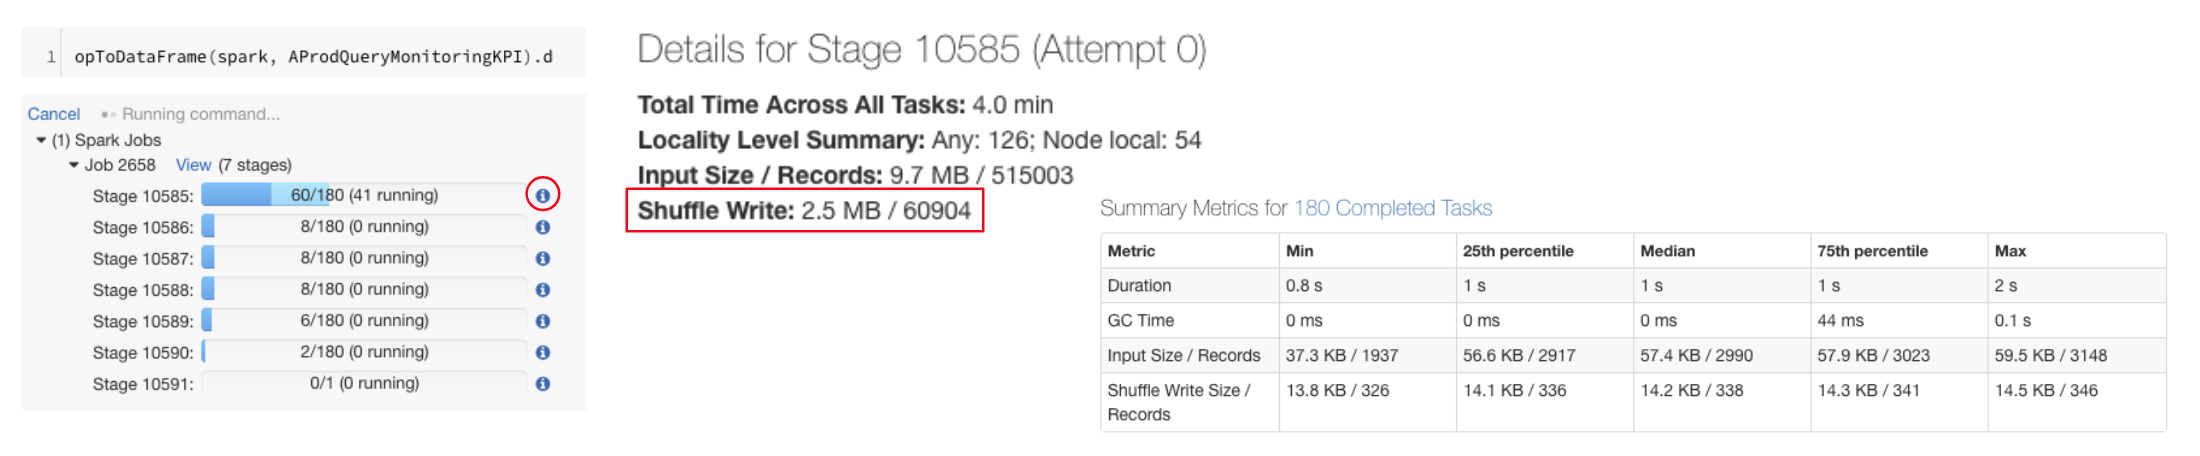 1 opToDataFrame(spark, AProdQueryMonitoringKPI).d
Cancel Running command...
(1) Spark Jobs
Job 2658 View (7 stages)
Stage 10585: 60/180 (41 running)
Stage 10586: 8/180 (0 running)
Stage 10587: 8/180 (0 running)
Stage 10588: 8/180 (0 running)
Stage 10589: 6/180 (0 running)
Stage 10590: 2/180 (0 running)
Stage 10591: 0/1 (0 running)
Details for Stage 10585 (Attempt 0)
Total Time Across All Tasks: 4.0 min
Locality Level Summary: Any: 126; Node local: 54
Input Size / Records: 9.7 MB / 515003
Shuffle Write: 2.5 MB / 60904
Summary Metrics for 180 Completed Tasks
Metric Min 25th percentile Median 75th percentile Max
Duration 0.8 s 1 s 1 s 1 s 2 s
GC Time 0 ms 0 ms 0 ms 44 ms 0.1 s
Input Size / Records 37.3 KB / 1937 56.6 KB / 2917 57.4 KB / 2990 57.9 KB / 3023 59.5 KB / 3148
Shuffle Write Size / 13.8 KB / 326 14.1 KB / 336 14.2 KB / 338 14.3 KB / 341 14.5 KB / 346
Records